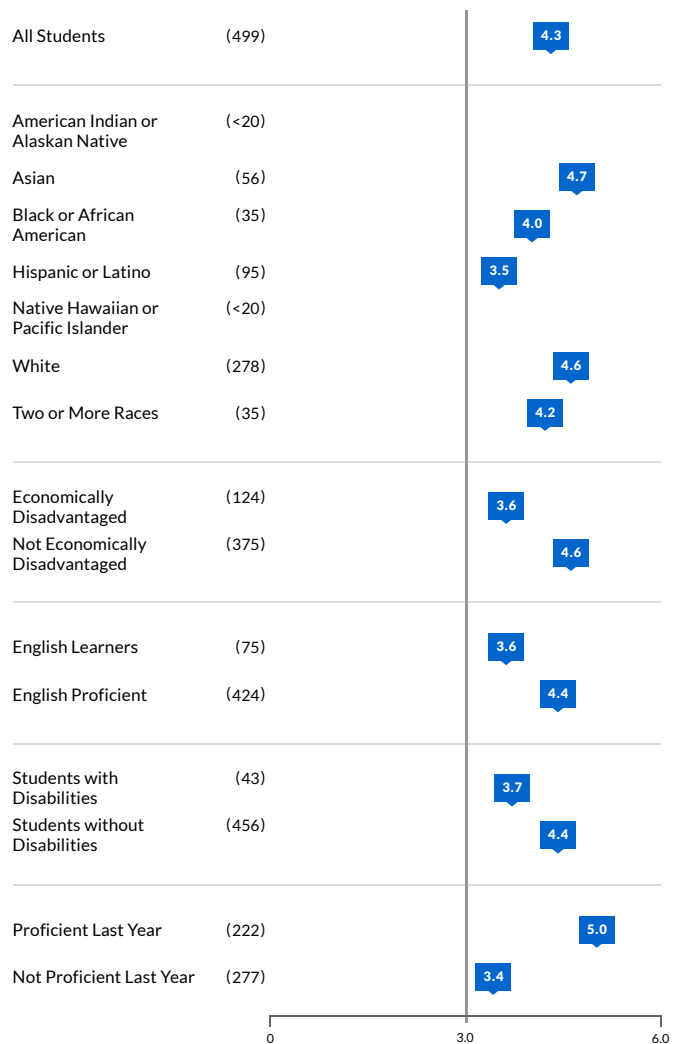 All Students (499) 4.3
American Indian or (<20)
Alaskan Native
Asian (56) 4.7
Black or African (35) 4.0
American
Hispanic or Latino (95) 3.5
Native Hawaiian or (<20)
Pacific Islander
White (278) 4.6
Two or More Races (35) 4.2
Economically (124) 3.6
Disadvantaged
Not Economically (375) 4.6
Disadvantaged
English Learners (75) 3.6
English Proficient (424) 4.4
Students with (43) 3.7
Disabilities
Students without (456) 4.4
Disabilities
Proficient Last Year (222) 5.0
Not Proficient Last Year (277) 3.4
0 3.0 6.0